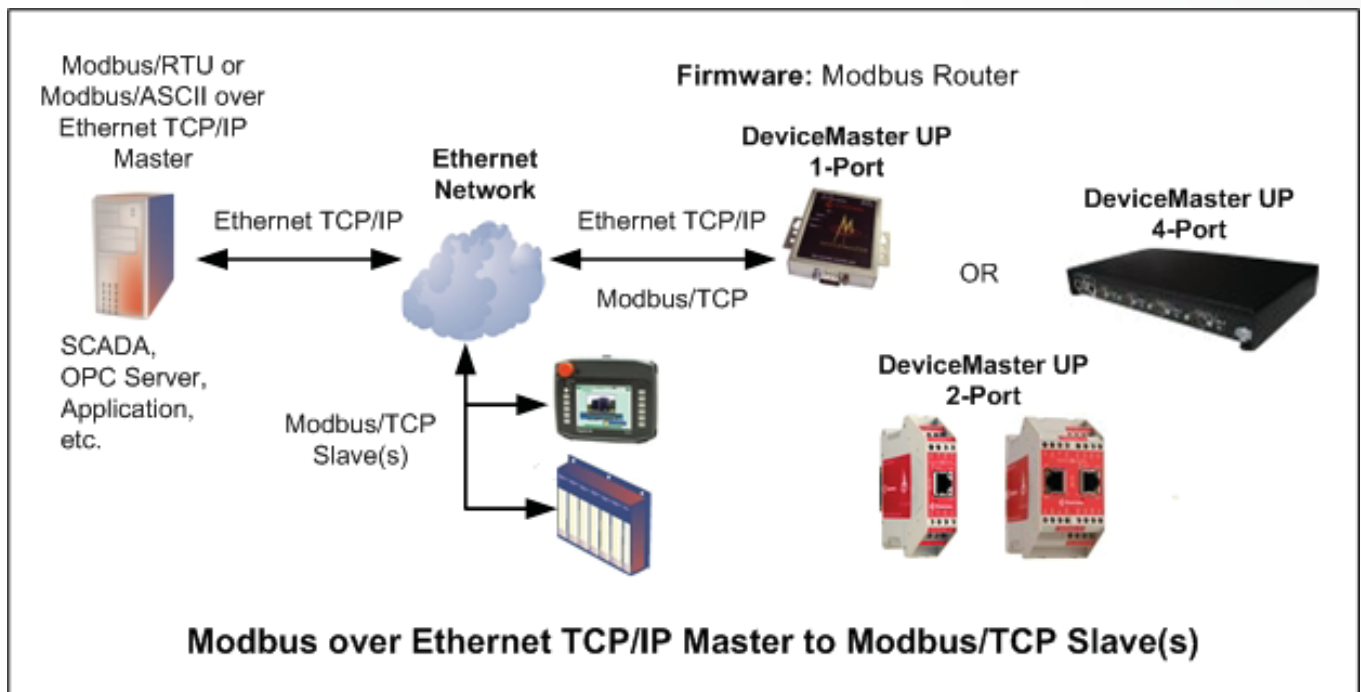 Modbus/RTU or
Modbus/ASCII over
Ethernet TCP/IP
Master
Firmware: Modbus Router
DeviceMaster UP
1-Port
Ethernet
Network
DeviceMaster UP
4-Port
Ethernet TCP/IP
Ethernet TCP/IP
Modbus/TCP
OR
SCADA,
OPC Server,
Application,
etc.
DeviceMaster UP
2-Port
Modbus/TCP
Slave(s)
Modbus over Ethernet TCP/IP Master to Modbus/TCP Slave(s)